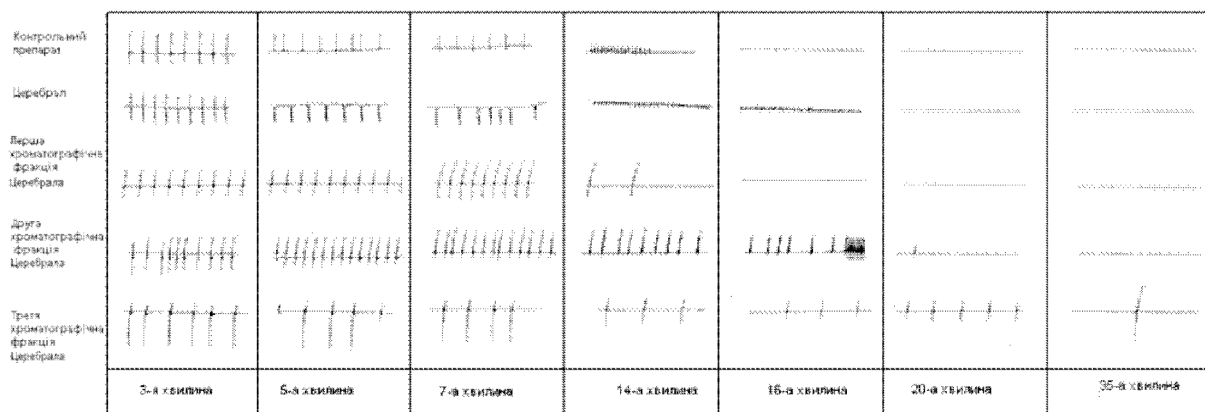 Контрольний
препарат
Церебрал
Перша
хроматографічна
фракція
Церебрала
Друга
хроматографічна
фракція
Церебрала
Третя
хроматографічна
фракція
Церебрала
3-я хвилина 5-а хвилина 7-а хвилина 14-а хвилина 16-а хвилина 20-а хвилина 35-а хвилина